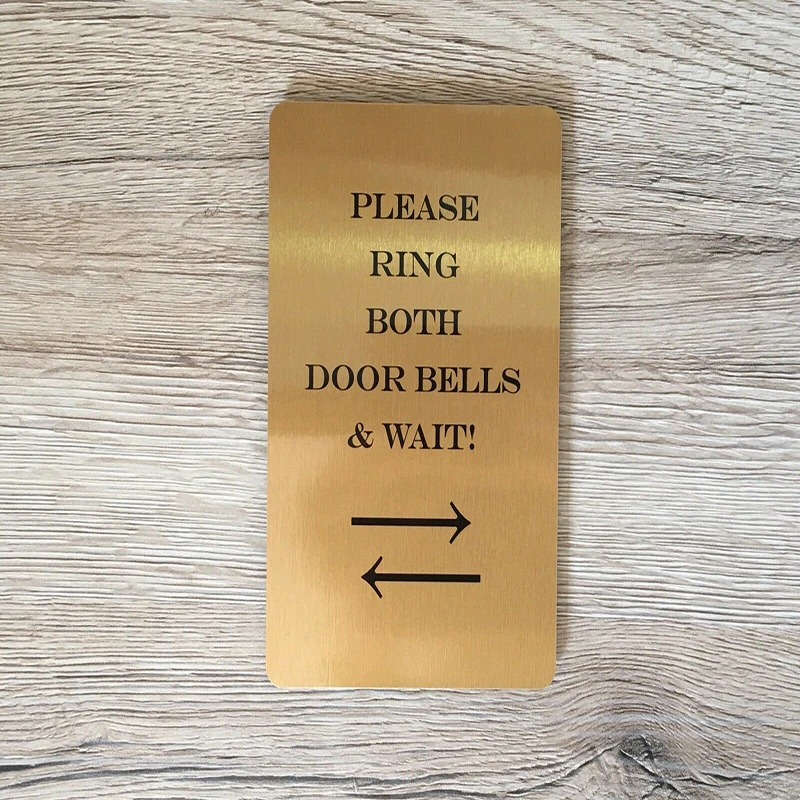 PLEASE
RING
BOTH
DOOR BELLS
& WAIT!